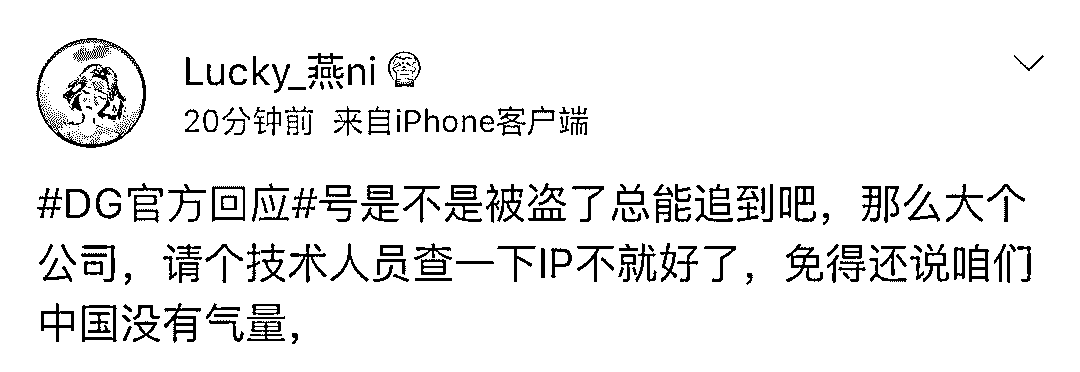 Lucky_燕ni
20分钟前 来自iPhone客户端
#DG官方回应#号是不是被盗了总能追到吧，那么大个
公司，请个技术人员查一下IP不就好了，免得还说咱们
中国没有气量，